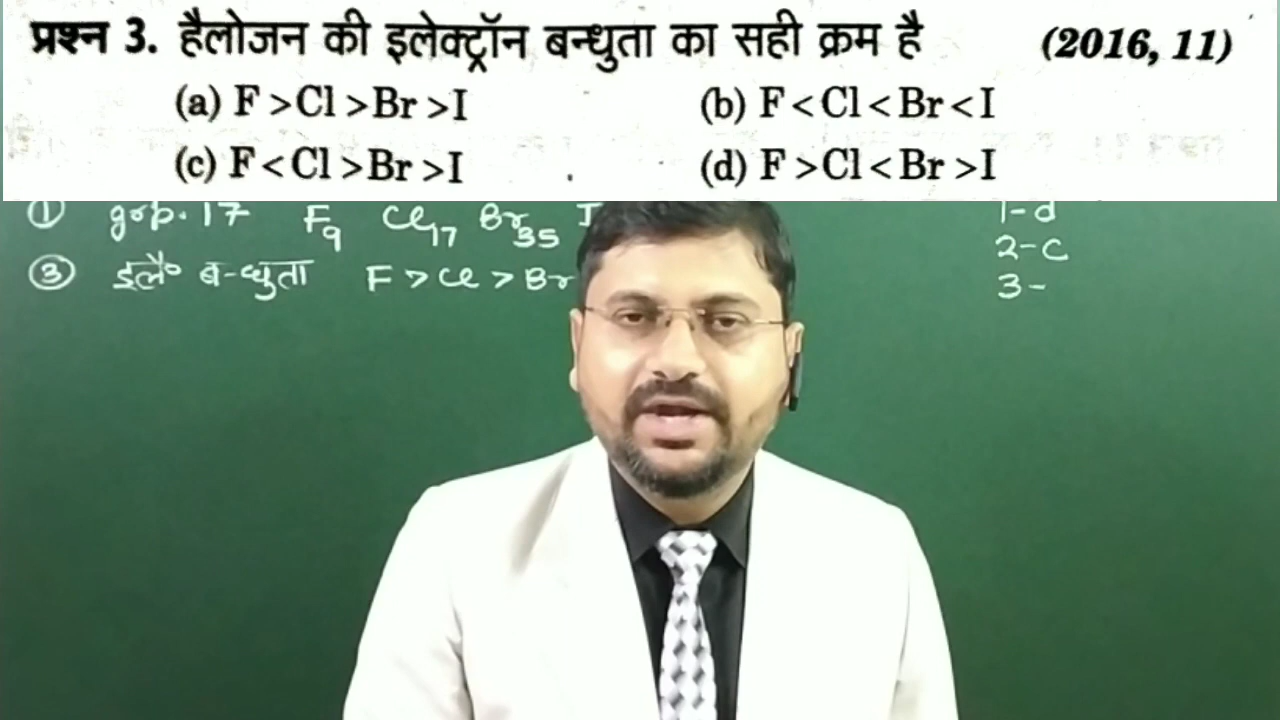 प्रश्न 3. हैलोजन की इलेक्ट्रॉन बन्धुता का सही क्रम है (2016, 11)
(a) F >Cl >Br >I (b) F < Cl < Br < I
(c) F < Cl >Br >I (d) F >Cl < Br >I
① grp. 17 F9 Cl17 Br35 I 1-d
2-c
③ इलै० बन्धुता F > Cl > Br 3-